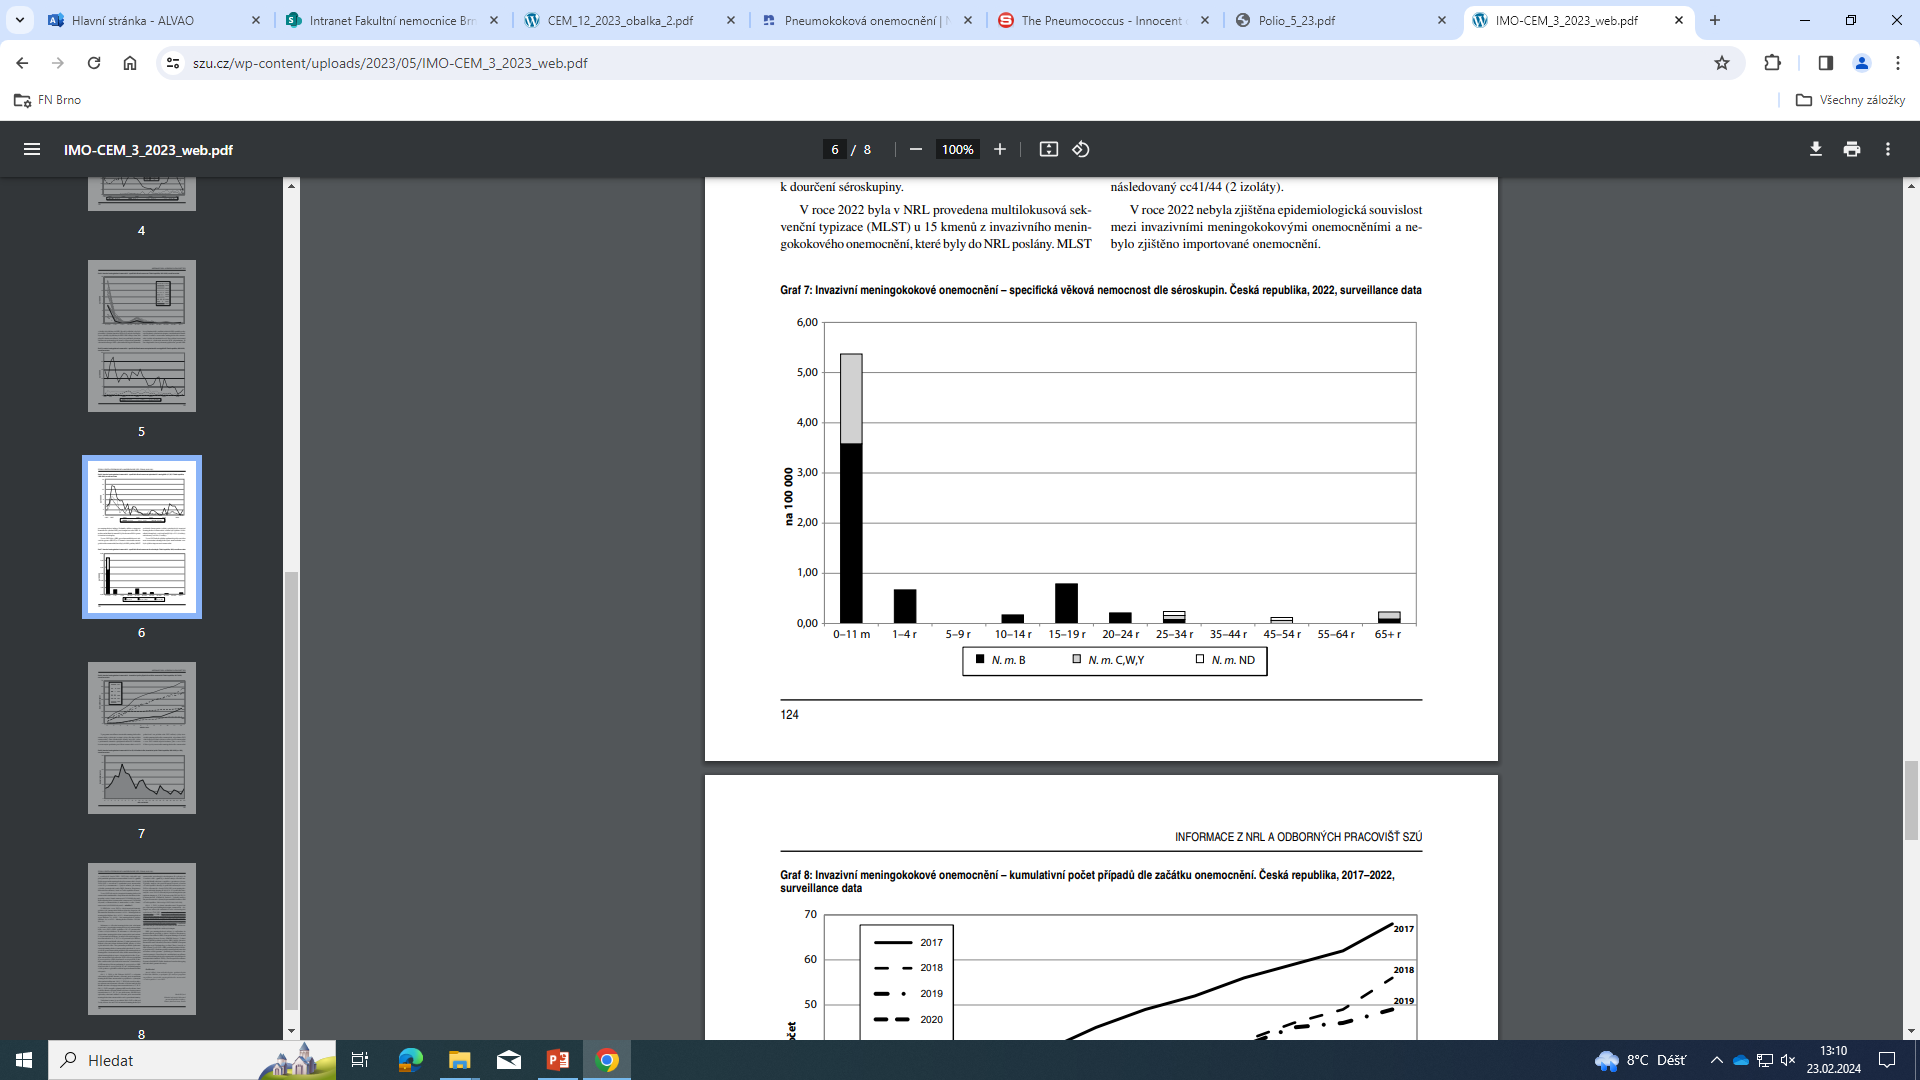 Hlavní stránka - ALVAO
Intranet Fakultní nemocnice Brn
CEM_12_2023_obalka_2.pdf
Pneumokoková onemocnění |
The Pneumococcus - Innocent
Polio_5_23.pdf
IMO-CEM_3_2023_web.pdf
szu.cz/wp-content/uploads/2023/05/IMO-CEM_3_2023_web.pdf
FN Brno
Všechny záložky
IMO-CEM_3_2023_web.pdf
6 / 8
100%
4
5
6
7
8
k dourčení séroskupiny.
V roce 2022 byla v NRL provedena multilokusová sek-
venční typizace (MLST) u 15 kmenů z invazivního menin-
gokokového onemocnění, které byly do NRL poslány. MLST
následovaný cc41/44 (2 izoláty).
V roce 2022 nebyla zjištěna epidemiologická souvislost
mezi invazivními meningokokovými onemocněními a ne-
bylo zjištěno importované onemocnění.
Graf 7: Invazivní meningokokové onemocnění – specifická věková nemocnost dle séroskupin. Česká republika, 2022, surveillance data
6,00
5,00
4,00
3,00
2,00
1,00
0,00
na 100 000
0–11 m
1–4 r
5–9 r
10–14 r
15–19 r
20–24 r
25–34 r
35–44 r
45–54 r
55–64 r
65+ r
N. m. B
N. m. C,W,Y
N. m. ND
124
INFORMACE Z NRL A ODBORNÝCH PRACOVIŠŤ SZÚ
Graf 8: Invazivní meningokokové onemocnění – kumulativní počet případů dle začátku onemocnění. Česká republika, 2017–2022,
surveillance data
70
60
50
2017
2018
2019
2020
2017
2018
2019
Hledat
8°C Déšť
13:10
23.02.2024